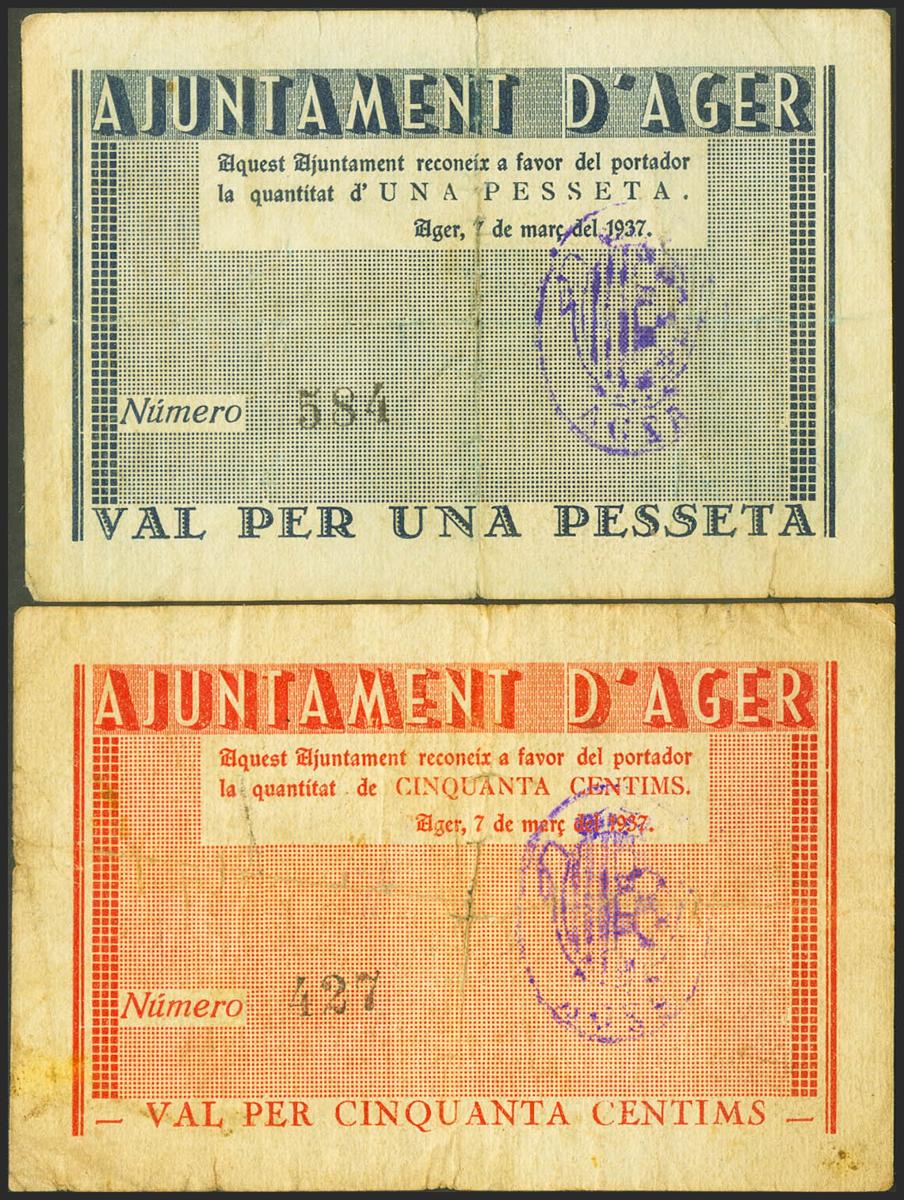 AJUNTAMENT D'AGER
Aquest Ajuntament reconeix a favor del portador
la quantitat d' UNA PESSETA.
Ager, 7 de març del 1937.
Número 584
VAL PER UNA PESSETA
AJUNTAMENT D'AGER
Aquest Ajuntament reconeix a favor del portador
la quantitat de CINQUANTA CENTIMS.
Ager, 7 de març del 1937.
Número 427
— VAL PER CINQUANTA CENTIMS —